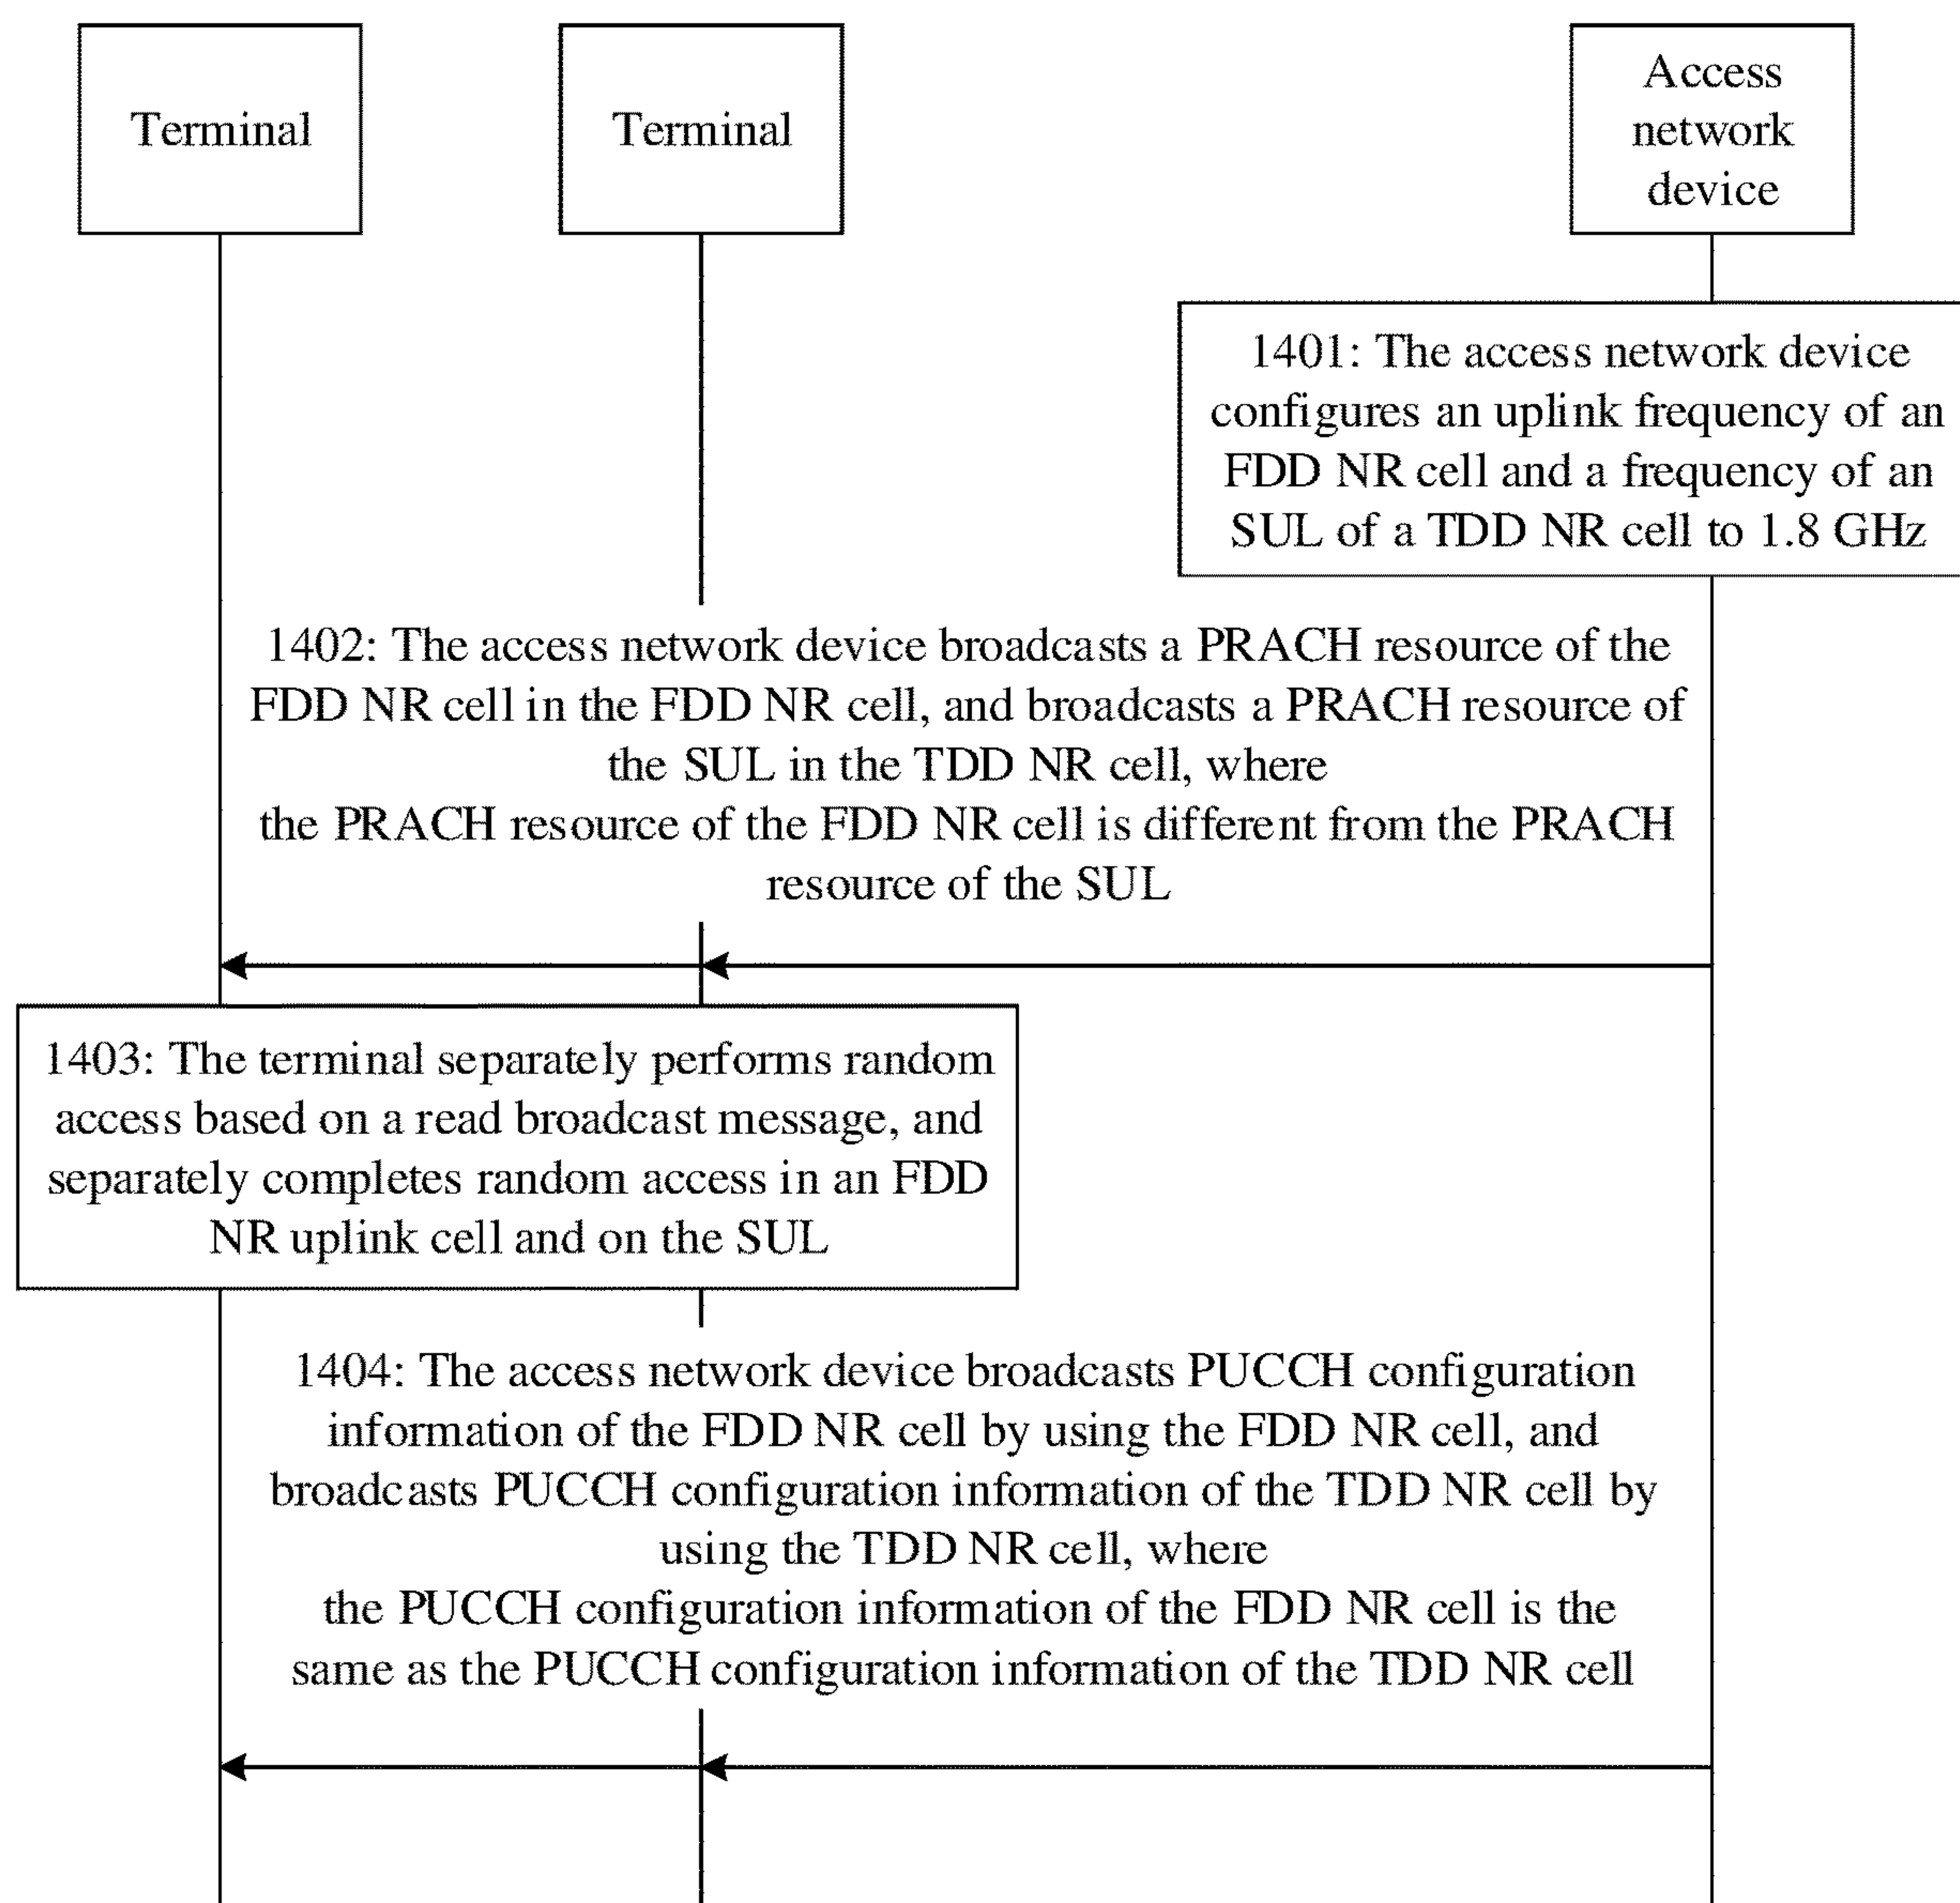 Terminal
Terminal
Access
network
device
1401: The access network device
configures an uplink frequency of an
FDD NR cell and a frequency of an
SUL of a TDD NR cell to 1.8 GHz
1402: The access network device broadcasts a PRACH resource of the
FDD NR cell in the FDD NR cell, and broadcasts a PRACH resource of
the SUL in the TDD NR cell, where
the PRACH resource of the FDD NR cell is different from the PRACH
resource of the SUL
1403: The terminal separately performs random
access based on a read broadcast message, and
separately completes random access in an FDD
NR uplink cell and on the SUL
1404: The access network device broadcasts PUCCH configuration
information of the FDD NR cell by using the FDD NR cell, and
broadcasts PUCCH configuration information of the TDD NR cell by
using the TDD NR cell, where
the PUCCH configuration information of the FDD NR cell is the
same as the PUCCH configuration information of the TDD NR cell